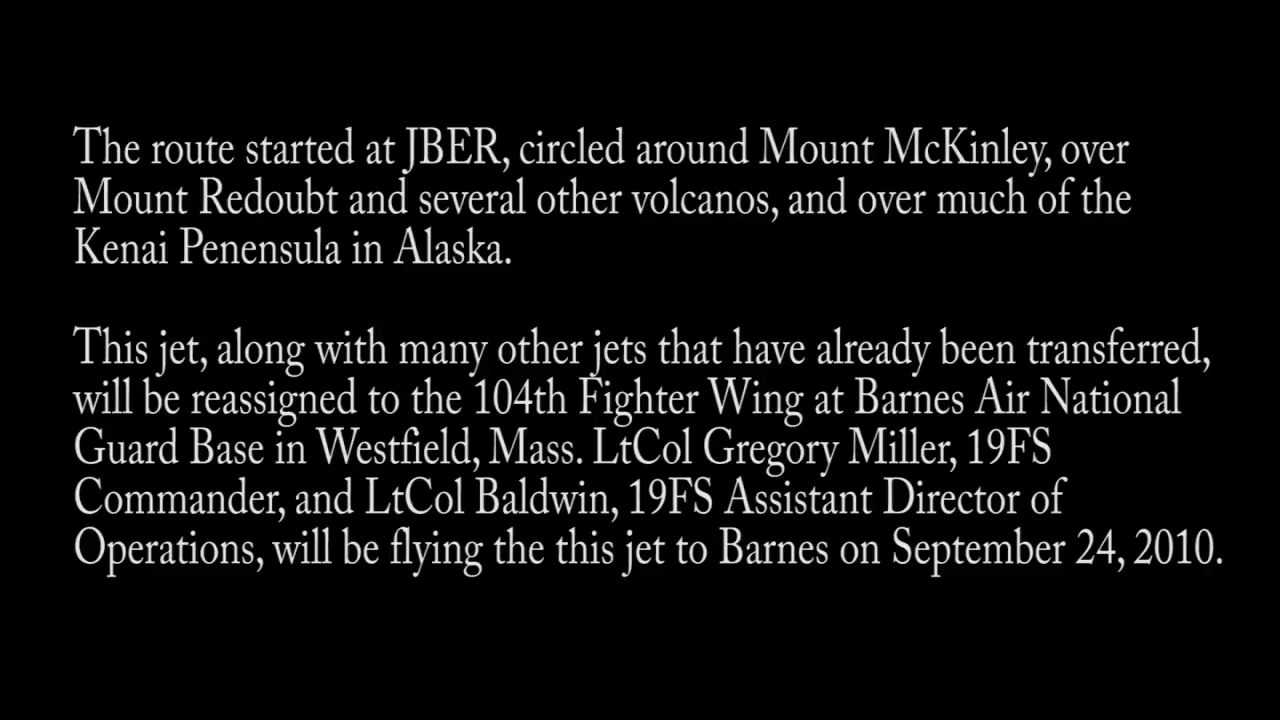 The route started at JBER, circled around Mount McKinley, over
Mount Redoubt and several other volcanos, and over much of the
Kenai Penensula in Alaska.
This jet, along with many other jets that have already been transferred,
will be reassigned to the 104th Fighter Wing at Barnes Air National
Guard Base in Westfield, Mass. LtCol Gregory Miller, 19FS
Commander, and LtCol Baldwin, 19FS Assistant Director of
Operations, will be flying the this jet to Barnes on September 24, 2010.